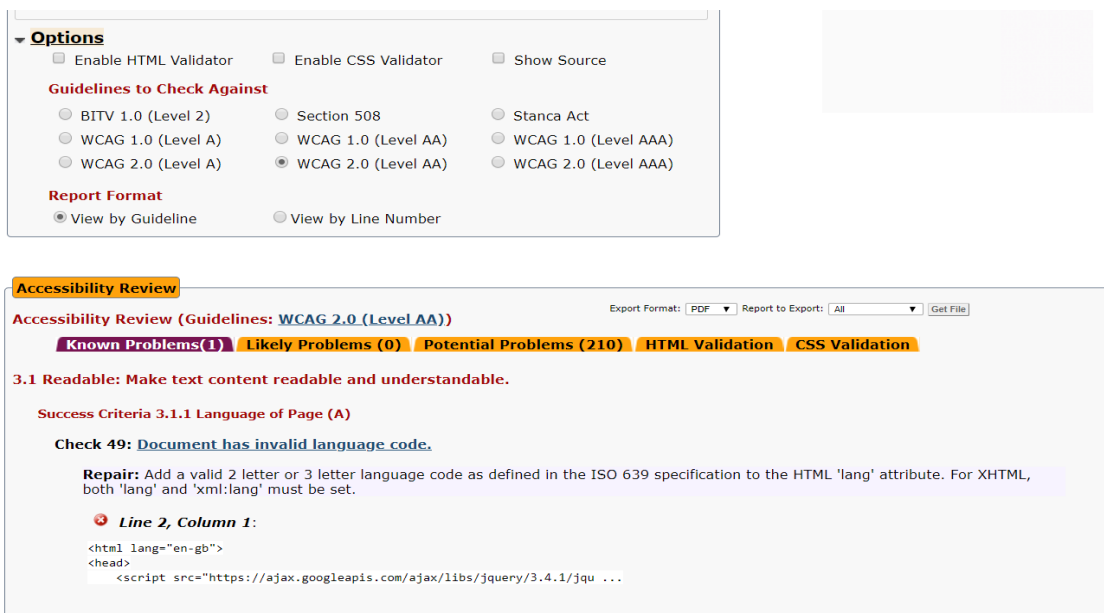 Options
Enable HTML Validator Enable CSS Validator Show Source
Guidelines to Check Against
BITV 1.0 (Level 2) Section 508 Stanca Act
WCAG 1.0 (Level A) WCAG 1.0 (Level AA) WCAG 1.0 (Level AAA)
WCAG 2.0 (Level A) WCAG 2.0 (Level AA) WCAG 2.0 (Level AAA)
Report Format
View by Guideline View by Line Number
Accessibility Review
Export Format: PDF Report to Export: All Get File
Accessibility Review (Guidelines: WCAG 2.0 (Level AA))
Known Problems(1) Likely Problems (0) Potential Problems (210) HTML Validation CSS Validation
3.1 Readable: Make text content readable and understandable.
Success Criteria 3.1.1 Language of Page (A)
Check 49: Document has invalid language code.
Repair: Add a valid 2 letter or 3 letter language code as defined in the ISO 639 specification to the HTML 'lang' attribute. For XHTML,
both 'lang' and 'xml:lang' must be set.
Line 2, Column 1:
<html lang="en-gb">
<head>
<script src="https://ajax.googleapis.com/ajax/libs/jquery/3.4.1/jqu ...